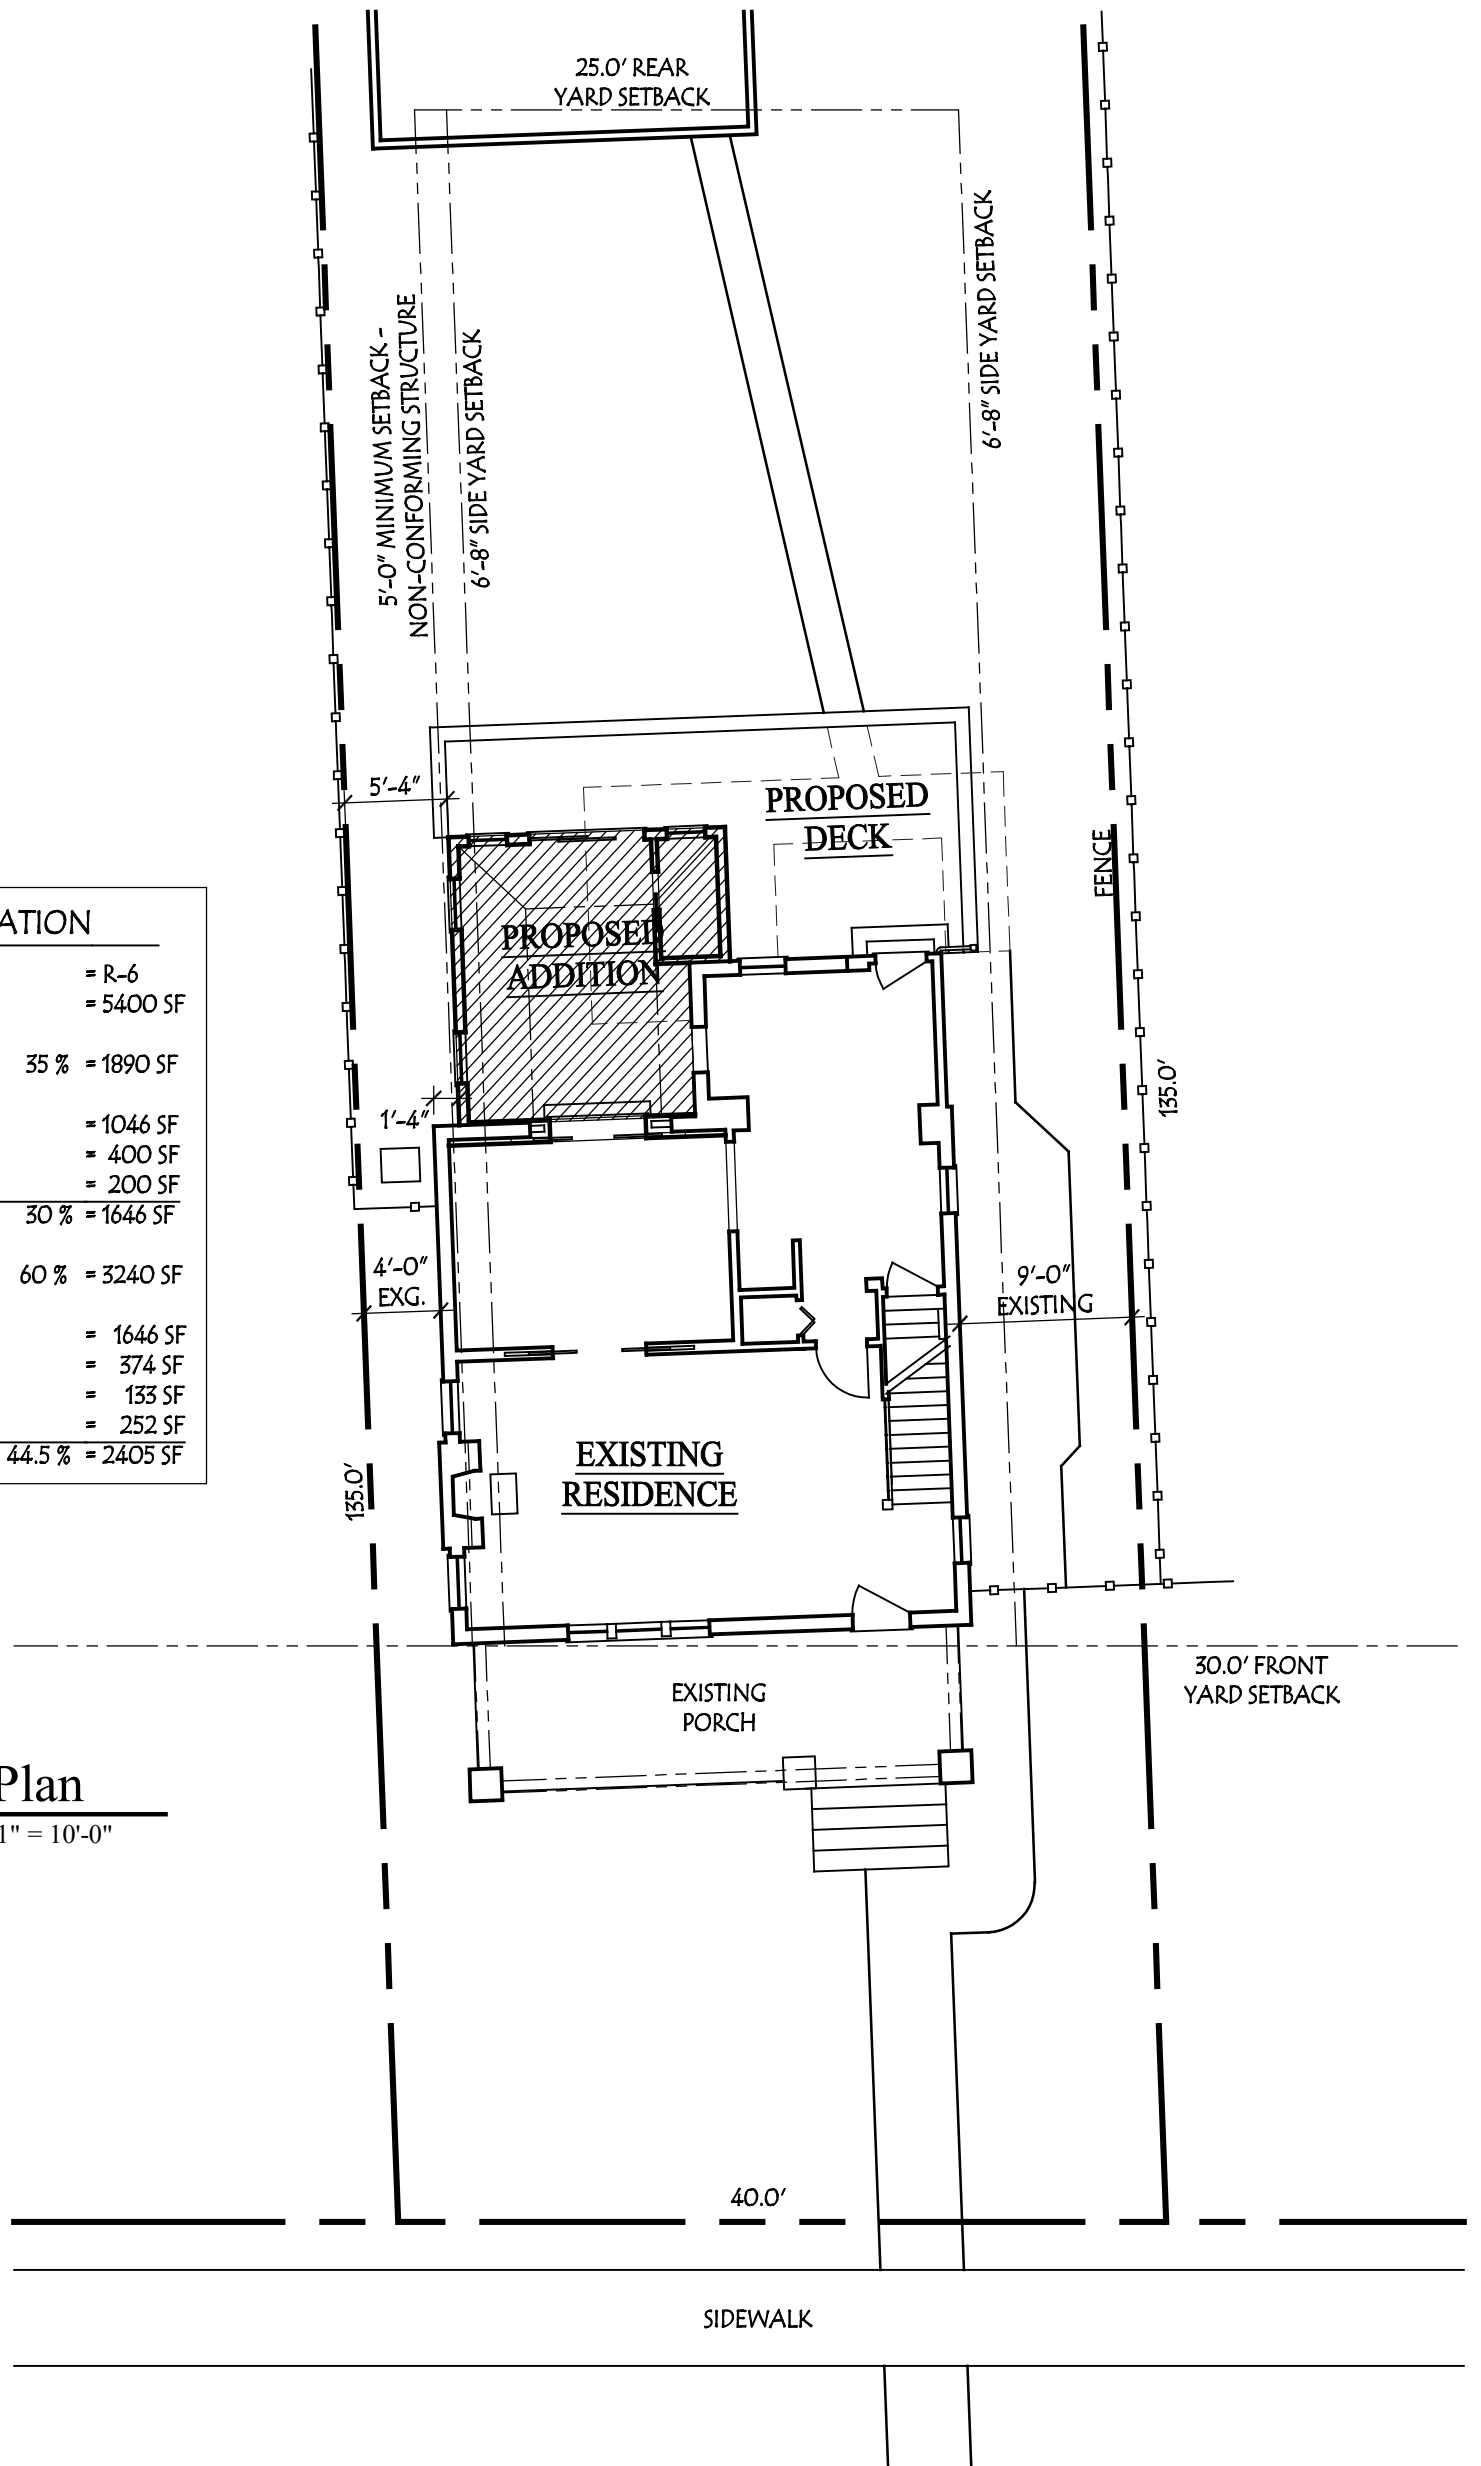 25.0' REAR
YARD SETBACK
5'-0" MINIMUM SETBACK -
NON-CONFORMING STRUCTURE
6'-8" SIDE YARD SETBACK
6'-8" SIDE YARD SETBACK
5'-4"
PROPOSED
DECK
FENCE
PROPOSED
ADDITION
ATION
= R-6
= 5400 SF
35 % = 1890 SF
= 1046 SF
= 400 SF
= 200 SF
30 % = 1646 SF
60 % = 3240 SF
= 1646 SF
= 374 SF
= 133 SF
= 252 SF
44.5 % = 2405 SF
1'-4"
135.0'
4'-0"
EXG.
9'-0"
EXISTING
135.0'
EXISTING
RESIDENCE
30.0' FRONT
YARD SETBACK
EXISTING
PORCH
Plan
1" = 10'-0"
40.0'
SIDEWALK